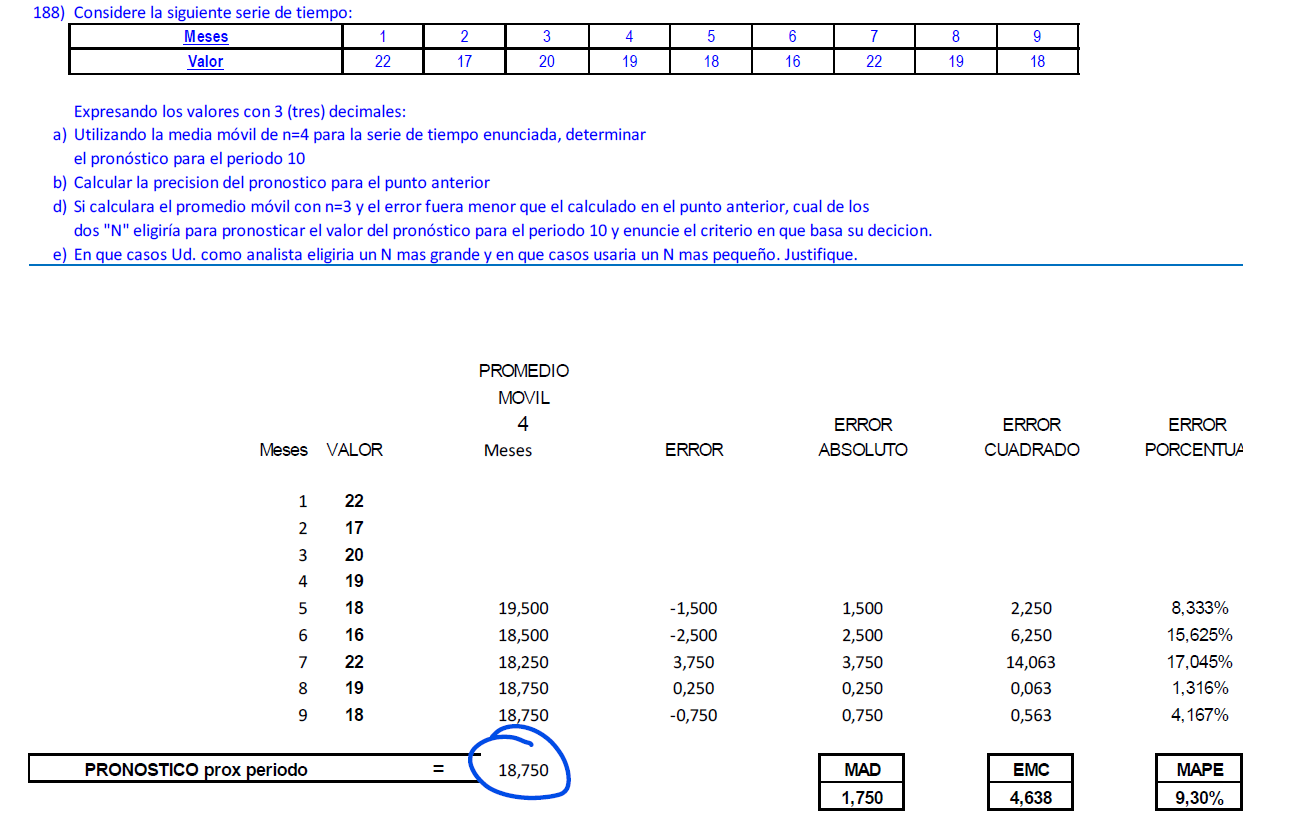 188) Considere la siguiente serie de tiempo:
Meses 1 2 3 4 5 6 7 8 9
Valor 22 17 20 19 18 16 22 19 18
Expresando los valores con 3 (tres) decimales:
a) Utilizando la media móvil de n=4 para la serie de tiempo enunciada, determinar
el pronóstico para el periodo 10
b) Calcular la precision del pronostico para el punto anterior
d) Si calculara el promedio móvil con n=3 y el error fuera menor que el calculado en el punto anterior, cual de los
dos "N" eligiría para pronosticar el valor del pronóstico para el periodo 10 y enuncie el criterio en que basa su decicion.
e) En que casos Ud. como analista eligiria un N mas grande y en que casos usaria un N mas pequeño. Justifique.
PROMEDIO
MOVIL
4 ERROR ERROR ERROR
Meses VALOR Meses ERROR ABSOLUTO CUADRADO PORCENTUA
1 22
2 17
3 20
4 19
5 18 19,500 -1,500 1,500 2,250 8,333%
6 16 18,500 -2,500 2,500 6,250 15,625%
7 22 18,250 3,750 3,750 14,063 17,045%
8 19 18,750 0,250 0,250 0,063 1,316%
9 18 18,750 -0,750 0,750 0,563 4,167%
PRONOSTICO prox periodo = 18,750 MAD EMC MAPE
1,750 4,638 9,30%